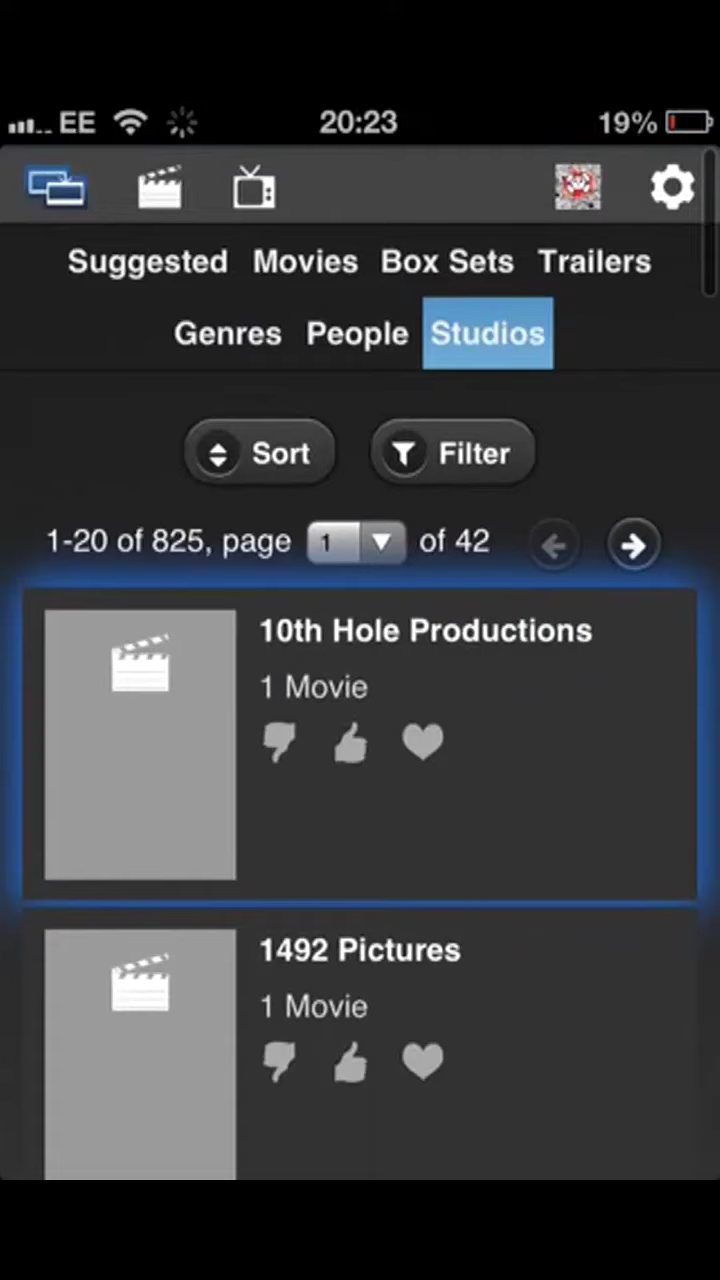 EE 20:23 19%
Suggested Movies Box Sets Trailers
Genres People Studios
Sort Filter
1-20 of 825, page 1 of 42
10th Hole Productions
1 Movie
1492 Pictures
1 Movie